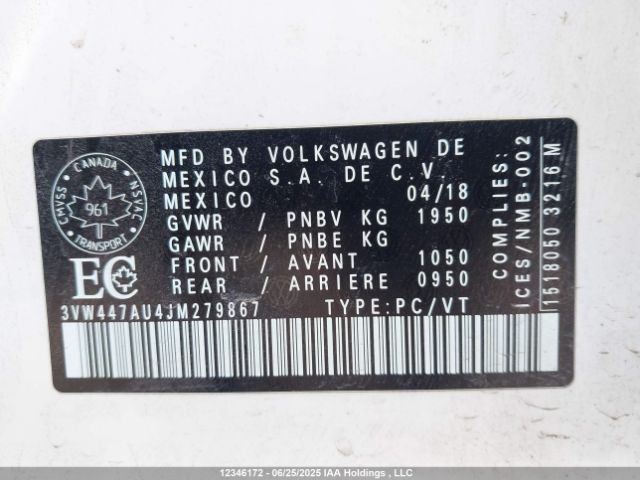 CANADA
CMVSS
NSVAC
961
TRANSPORT
EC
MFD BY VOLKSWAGEN DE
MEXICO S.A. DE C.V.
MEXICO 04/18
GVWR / PNBV KG 1950
GAWR / PNBE KG
FRONT / AVANT 1050
REAR / ARRIERE 0950
3VW447AU4JM279867 TYPE:PC/VT
COMPLIES:
ICES/NMB-002
1518050 3216 M
12346172 - 06/25/2025 IAA Holdings , LLC